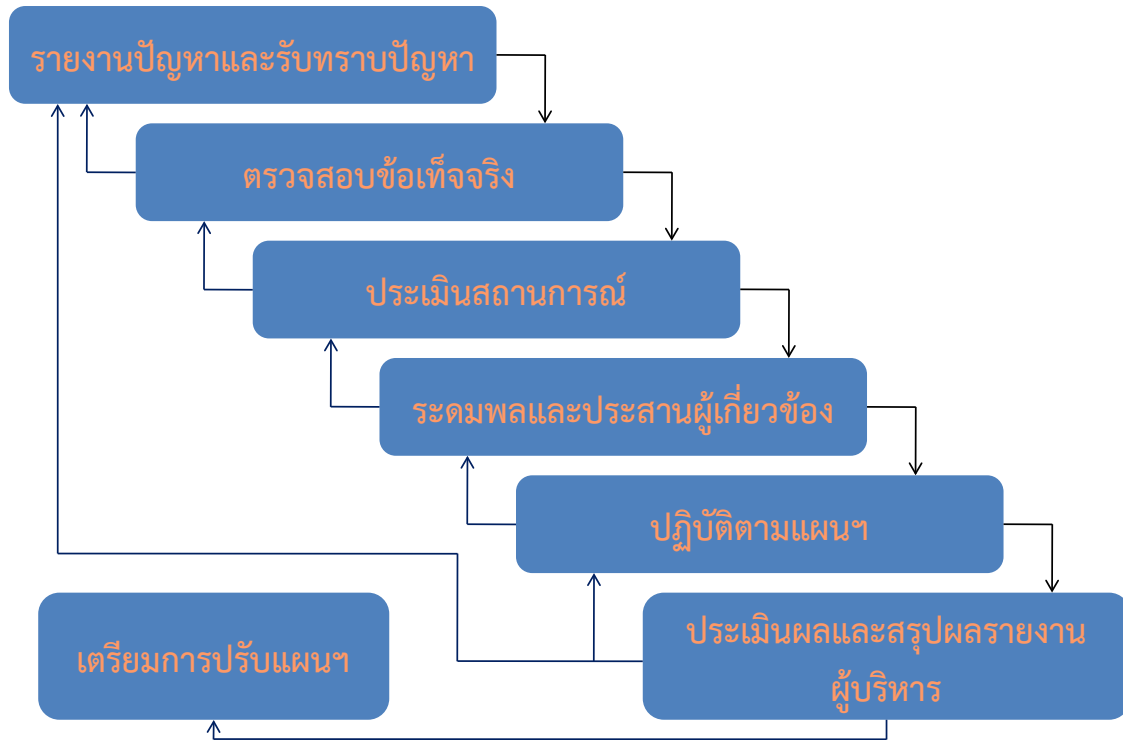 รายงานปัญหาและรับทราบปัญหา
ตรวจสอบข้อเท็จจริง
ประเมินสถานการณ์
ระดมพลและประสานผู้เกี่ยวข้อง
ปฏิบัติตามแผนฯ
ประเมินผลและสรุปผลรายงาน
ผู้บริหาร
เตรียมการปรับแผนฯ